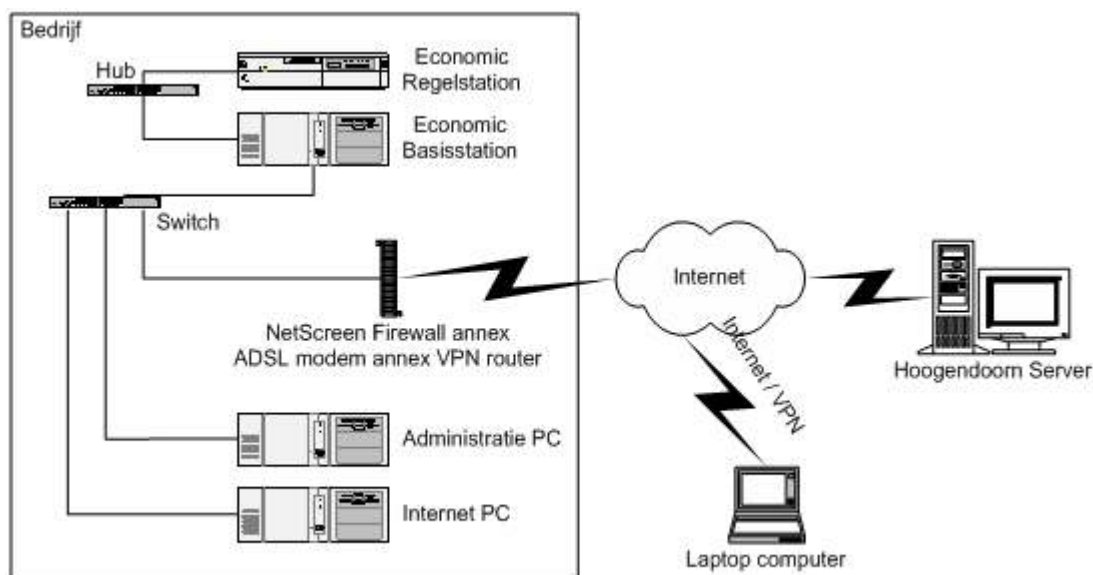 Bedrijf
Hub
Economic
Regelstation
Economic
Basisstation
Switch
NetScreen Firewall annex
ADSL modem annex VPN router
Internet
Internet / VPN
Hoogendoorn Server
Administratie PC
Internet PC
Laptop computer